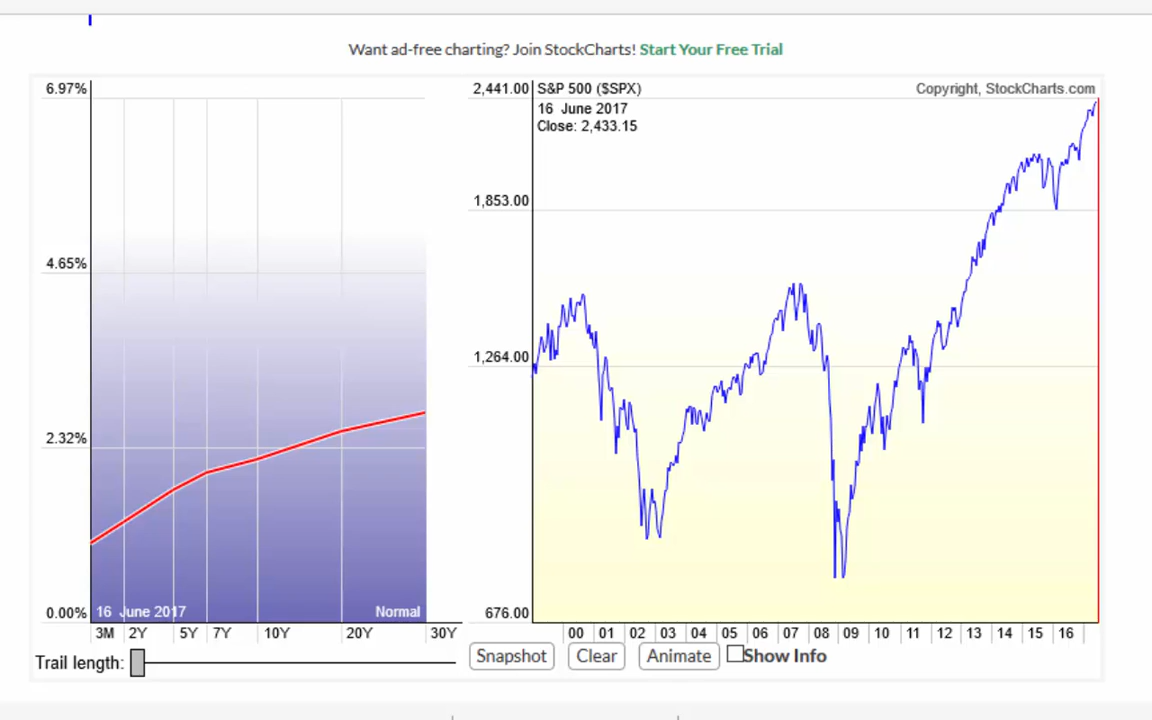 Want ad-free charting? Join StockCharts! Start Your Free Trial
6.97%
4.65%
2.32%
0.00%
16 June 2017
Normal
3M 2Y 5Y 7Y 10Y 20Y 30Y
Trail length:
2,441.00
1,853.00
1,264.00
676.00
S&P 500 ($SPX)
16 June 2017
Close: 2,433.15
Copyright, StockCharts.com
00 01 02 03 04 05 06 07 08 09 10 11 12 13 14 15 16
Snapshot Clear Animate Show Info